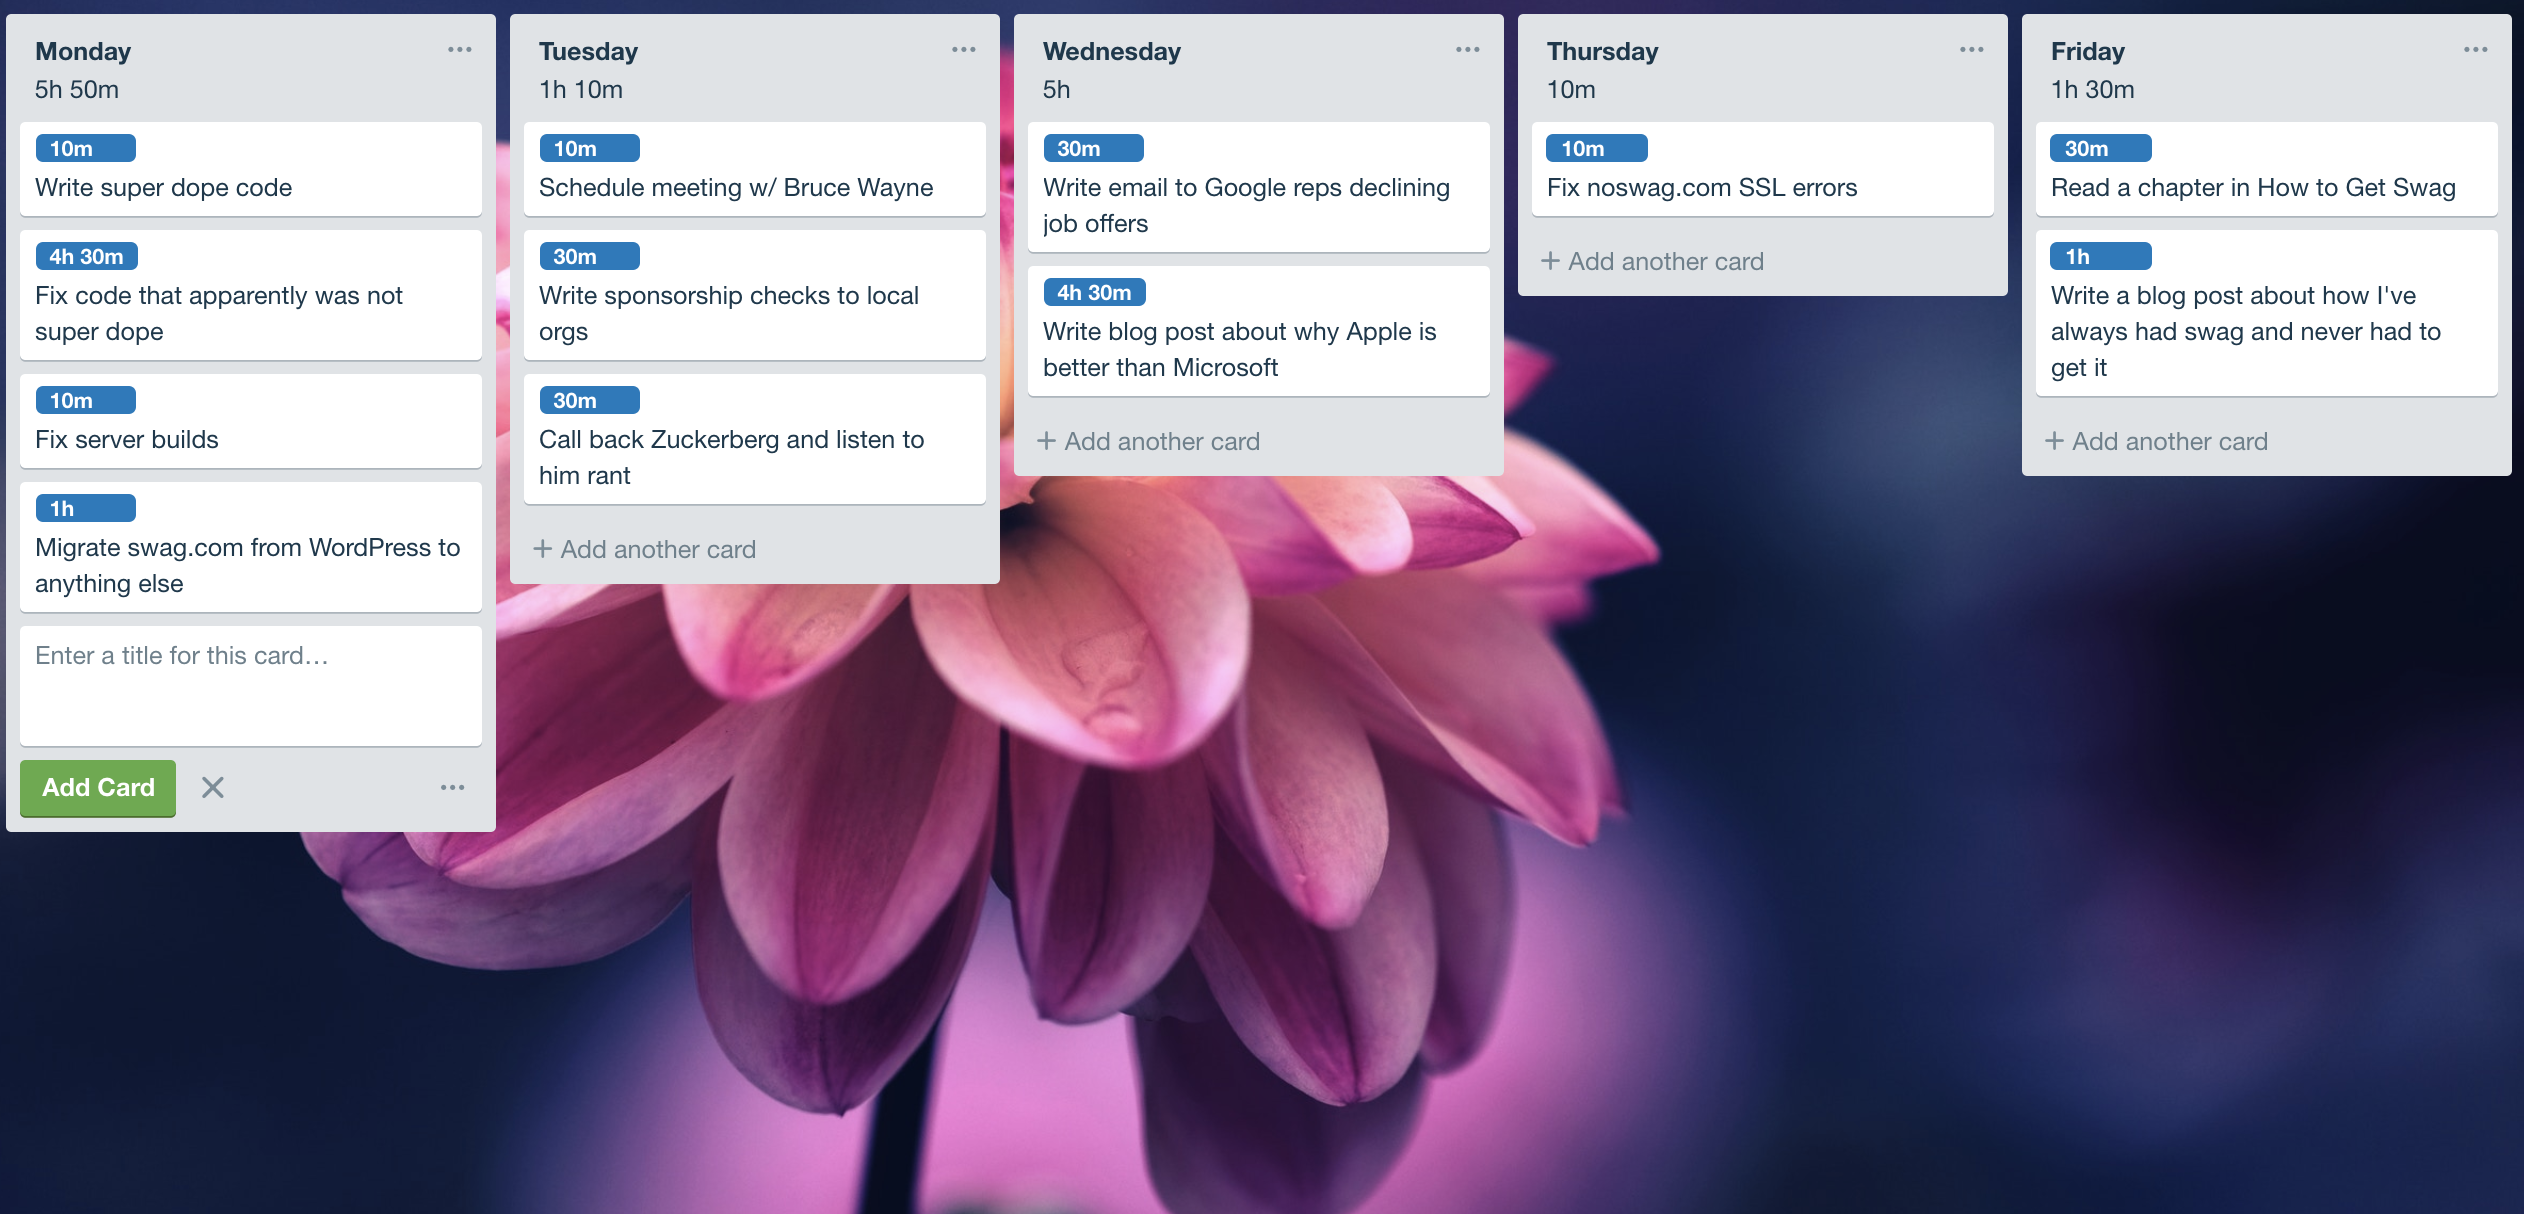 Monday
5h 50m
10m
Write super dope code
4h 30m
Fix code that apparently was not
super dope
10m
Fix server builds
1h
Migrate swag.com from WordPress to
anything else
Enter a title for this card…
Add Card
Tuesday
1h 10m
10m
Schedule meeting w/ Bruce Wayne
30m
Write sponsorship checks to local
orgs
30m
Call back Zuckerberg and listen to
him rant
+ Add another card
Wednesday
5h
30m
Write email to Google reps declining
job offers
4h 30m
Write blog post about why Apple is
better than Microsoft
+ Add another card
Thursday
10m
10m
Fix noswag.com SSL errors
+ Add another card
Friday
1h 30m
30m
Read a chapter in How to Get Swag
1h
Write a blog post about how I've
always had swag and never had to
get it
+ Add another card